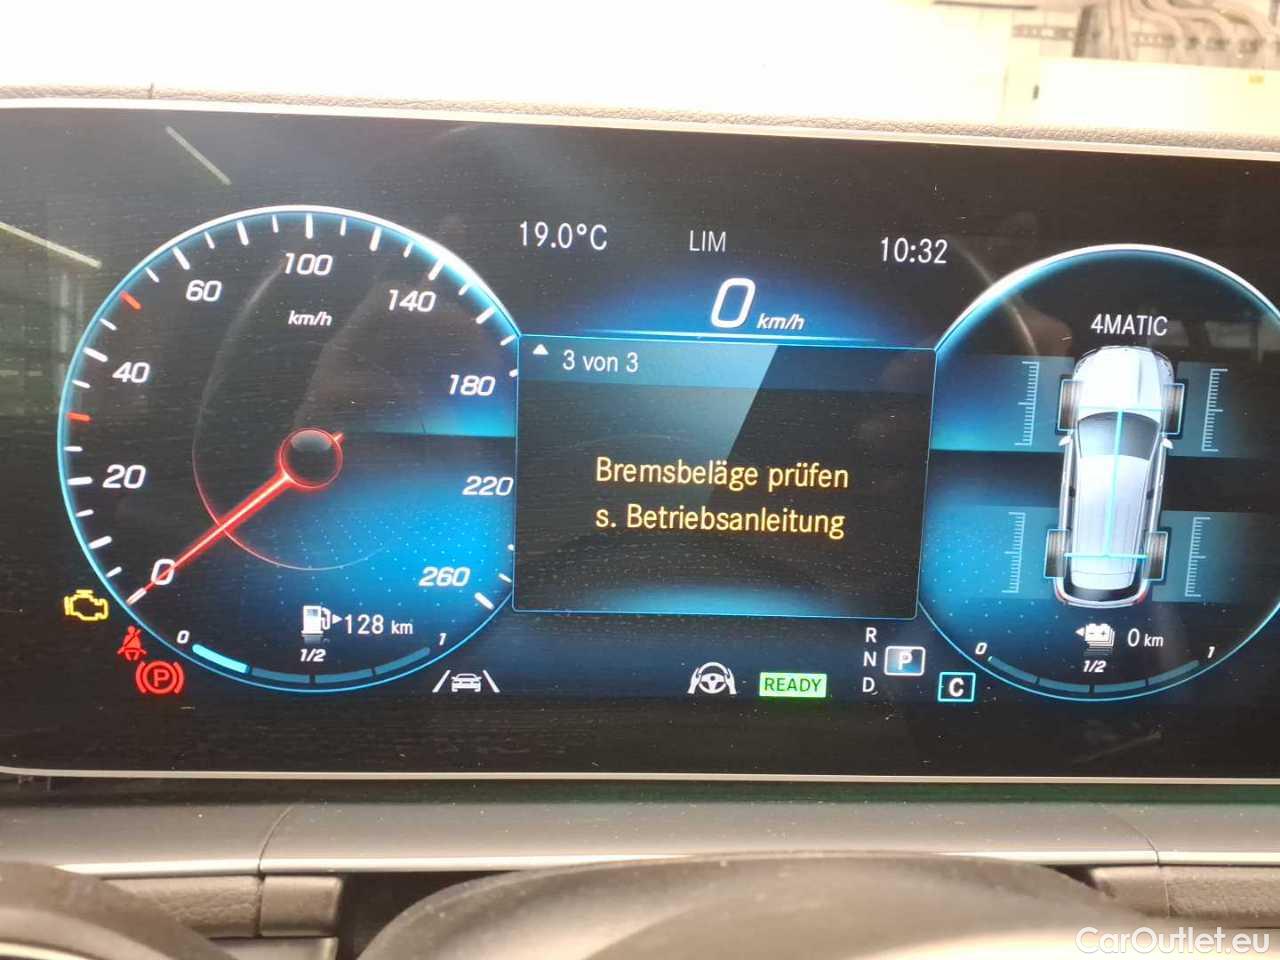 19.0°C LIM 10:32
0 km/h
3 von 3
Bremsbeläge prüfen
s. Betriebsanleitung
0 20 40 60 100 140 180 220 260
km/h
128 km
0 1/2 1
READY
R
N P
D
C
4MATIC
0 km
0 1/2 1
CarOutlet.eu